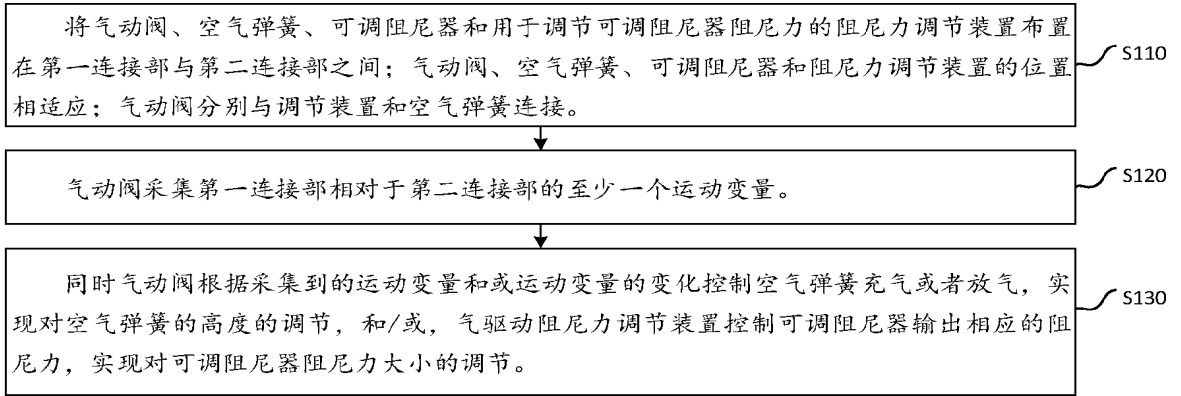 将气动阀、空气弹簧、可调阻尼器和用于调节可调阻尼器阻尼力的阻尼力调节装置布置
在第一连接部与第二连接部之间；气动阀、空气弹簧、可调阻尼器和阻尼力调节装置的位置
相适应；气动阀分别与调节装置和空气弹簧连接。
S110
气动阀采集第一连接部相对于第二连接部的至少一个运动变量。
S120
同时气动阀根据采集到的运动变量和或运动变量的变化控制空气弹簧充气或者放气，实
现对空气弹簧的高度的调节，和/或，气驱动阻尼力调节装置控制可调阻尼器输出相应的阻
尼力，实现对可调阻尼器阻尼力大小的调节。
S130